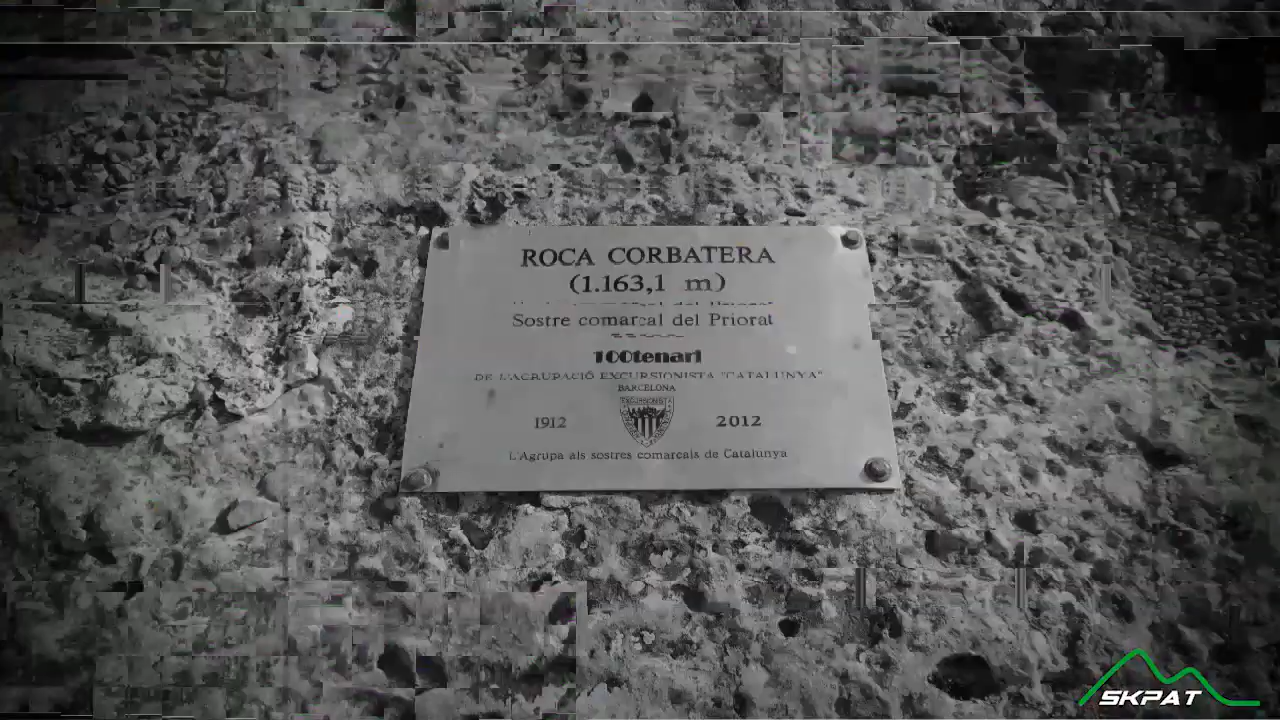 ROCA CORBATERA
(1.163,1 m)
Sostre comarcal del Priorat
100tenari
DE L'AGRUPACIÓ EXCURSIONISTA "CATALUNYA"
BARCELONA
1912 2012
L'Agrupa als sostres comarcals de Catalunya
SKPAT